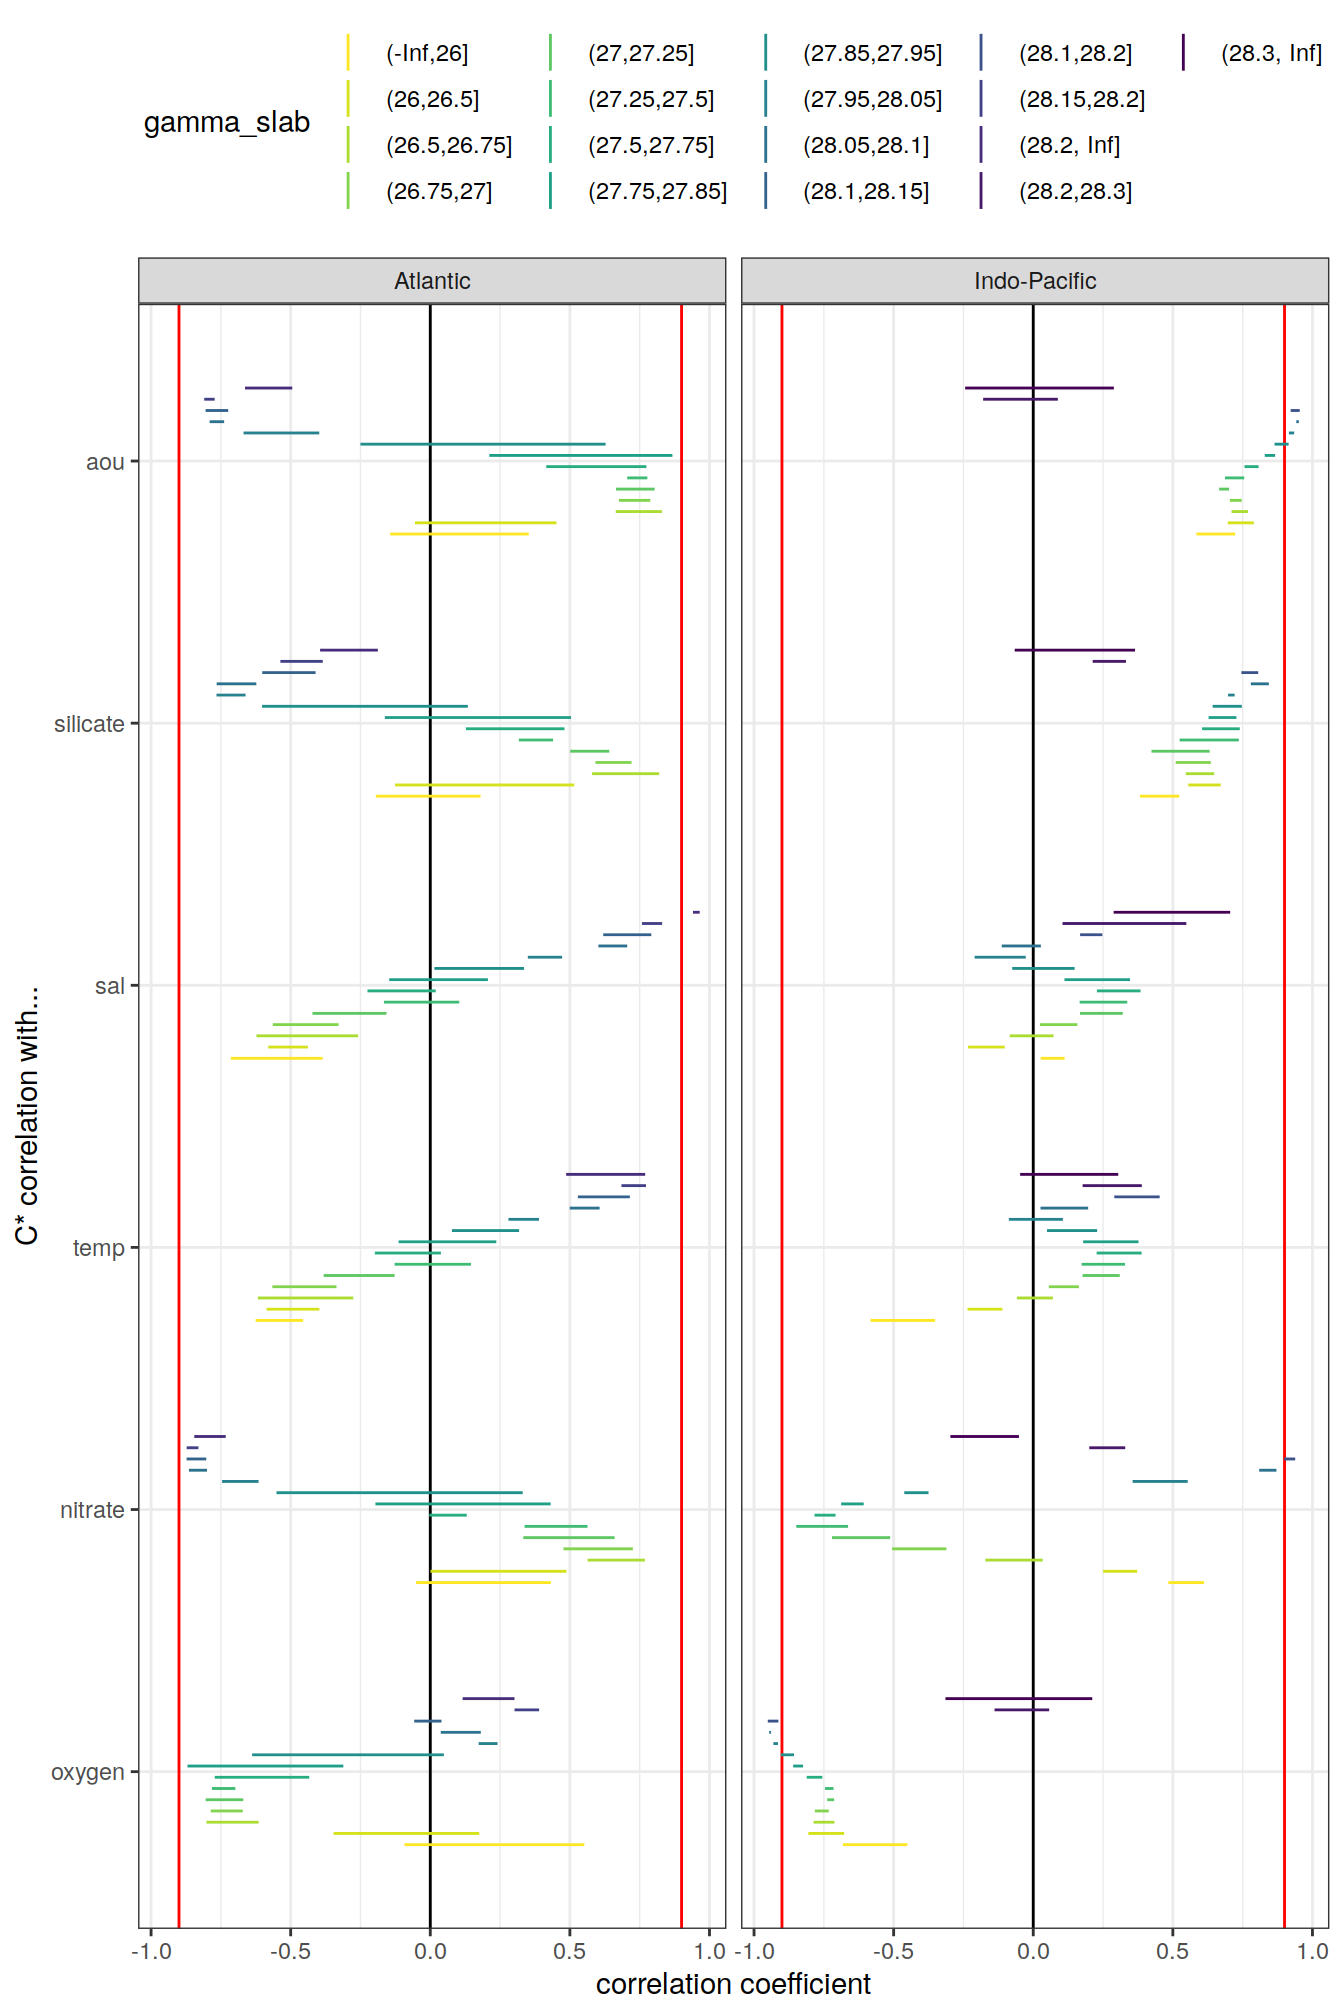 gamma_slab
(-Inf,26]
(26,26.5]
(26.5,26.75]
(26.75,27]
(27,27.25]
(27.25,27.5]
(27.5,27.75]
(27.75,27.85]
(27.85,27.95]
(27.95,28.05]
(28.05,28.1]
(28.1,28.15]
(28.1,28.2]
(28.15,28.2]
(28.2, Inf]
(28.2,28.3]
(28.3, Inf]
Atlantic
Indo-Pacific
C* correlation with...
aou
silicate
sal
temp
nitrate
oxygen
-1.0 -0.5 0.0 0.5 1.0
-1.0 -0.5 0.0 0.5 1.0
correlation coefficient